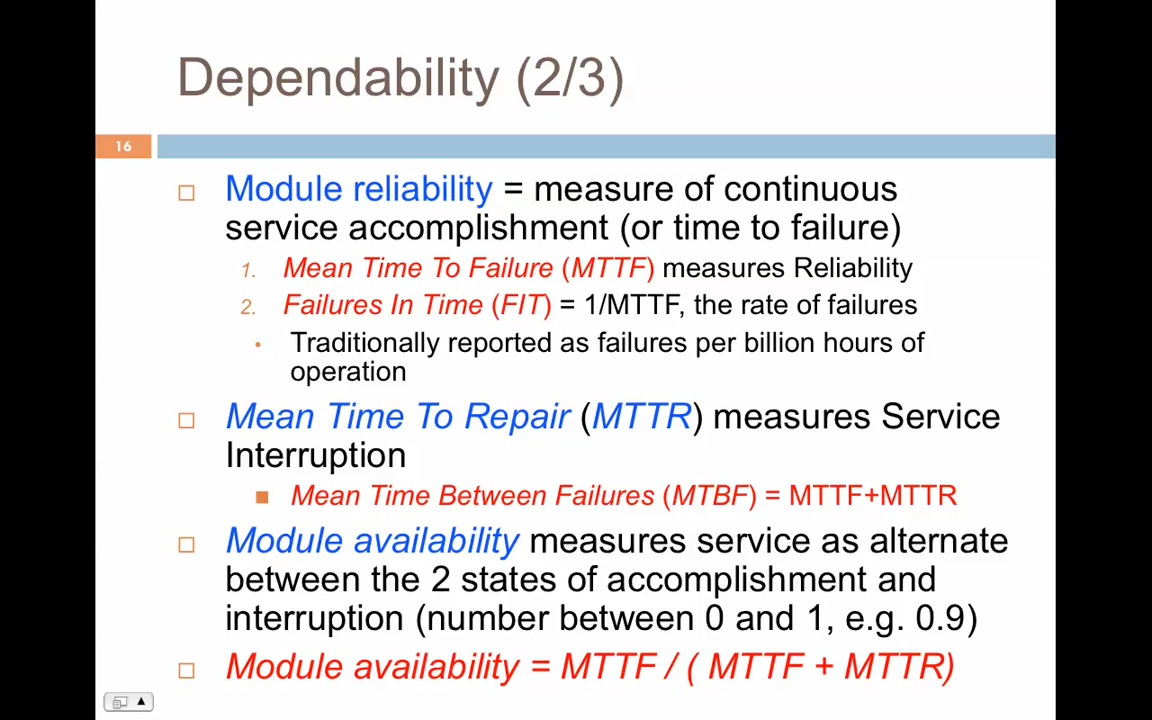 Dependability (2/3)
16
Module reliability = measure of continuous
service accomplishment (or time to failure)
1. Mean Time To Failure (MTTF) measures Reliability
2. Failures In Time (FIT) = 1/MTTF, the rate of failures
• Traditionally reported as failures per billion hours of
operation
Mean Time To Repair (MTTR) measures Service
Interruption
Mean Time Between Failures (MTBF) = MTTF+MTTR
Module availability measures service as alternate
between the 2 states of accomplishment and
interruption (number between 0 and 1, e.g. 0.9)
Module availability = MTTF / ( MTTF + MTTR)